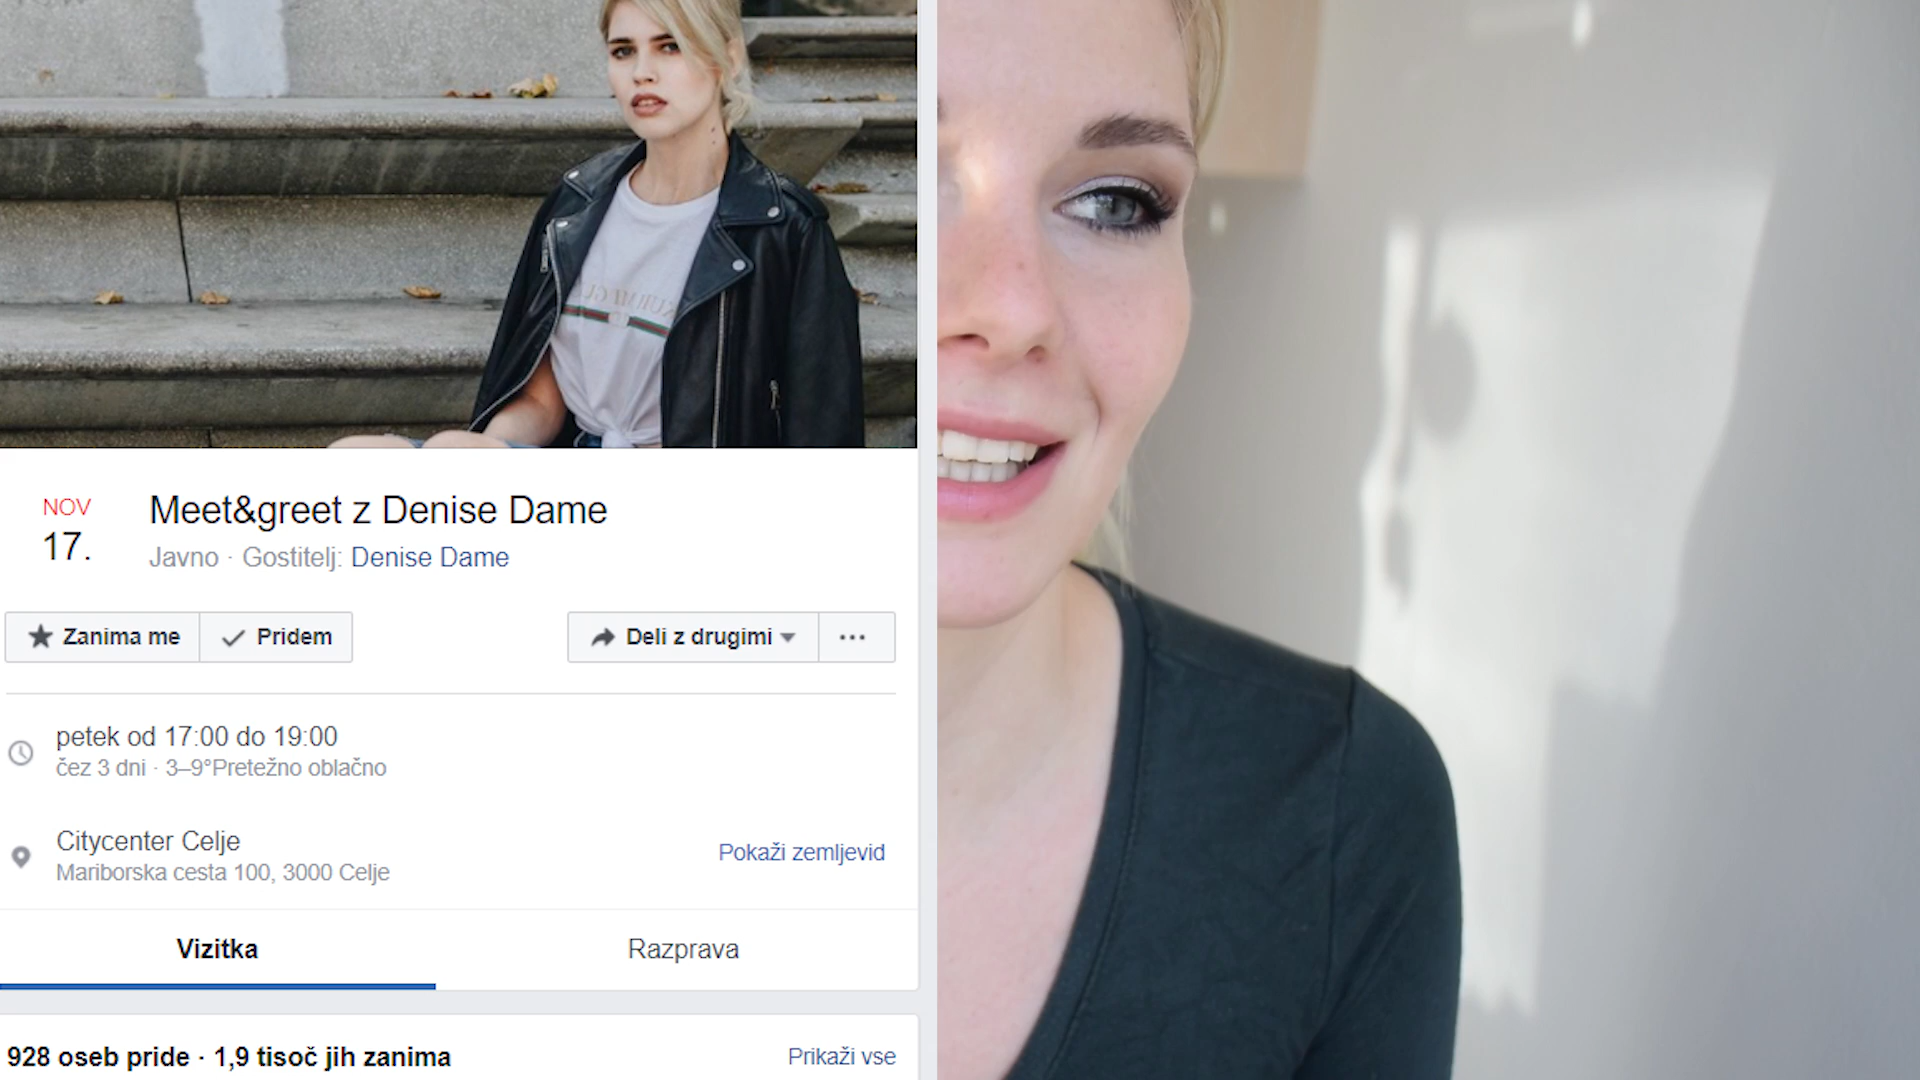 NOV
17.
Meet&greet z Denise Dame
Javno · Gostitelj: Denise Dame
Zanima me
Pridem
Deli z drugimi
petek od 17:00 do 19:00
čez 3 dni · 3–9°Pretežno oblačno
Citycenter Celje
Mariborska cesta 100, 3000 Celje
Pokaži zemljevid
Vizitka
Razprava
928 oseb pride · 1,9 tisoč jih zanima
Prikaži vse